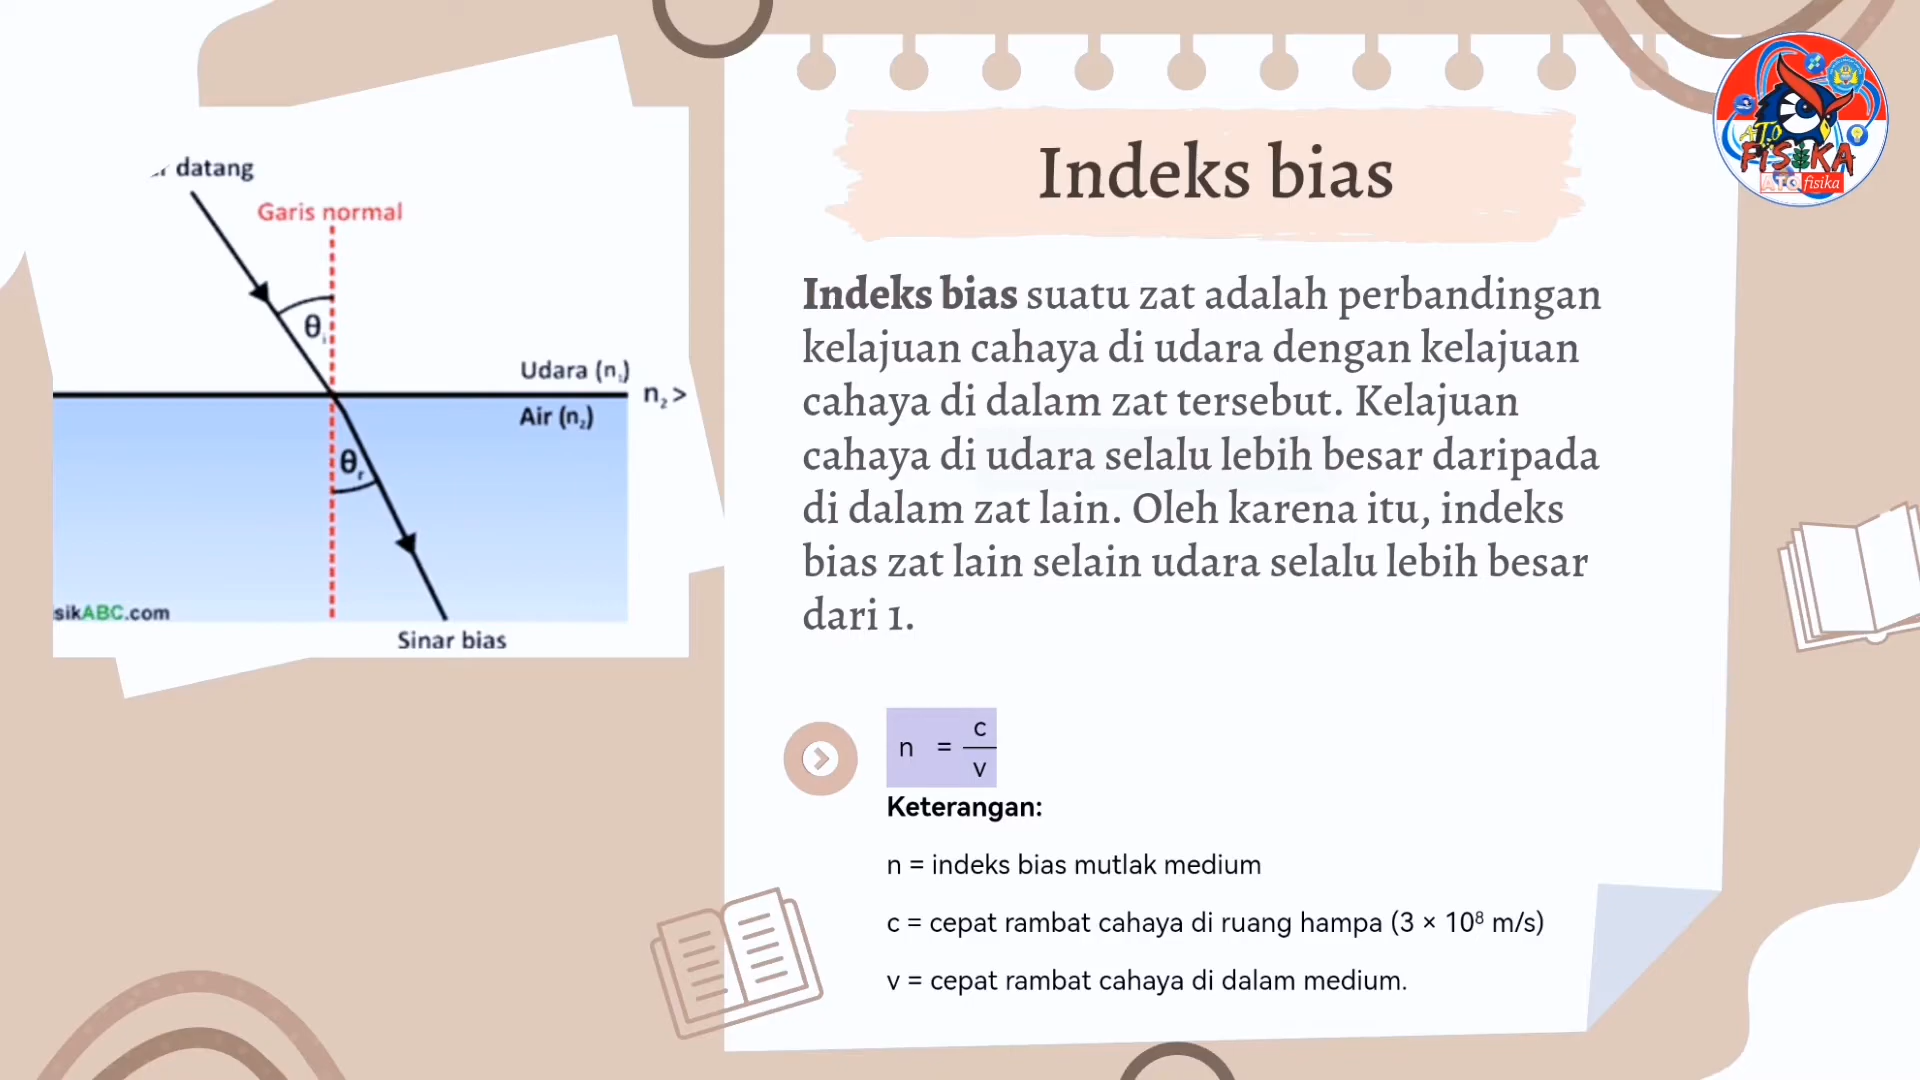 datang
Garis normal
θi
Udara (n₁)
n₂ >
Air (n₂)
θr
sikABC.com
Sinar bias
Indeks bias
Indeks bias suatu zat adalah perbandingan
kelajuan cahaya di udara dengan kelajuan
cahaya di dalam zat tersebut. Kelajuan
cahaya di udara selalu lebih besar daripada
di dalam zat lain. Oleh karena itu, indeks
bias zat lain selain udara selalu lebih besar
dari 1.
n = c/v
Keterangan:
n = indeks bias mutlak medium
c = cepat rambat cahaya di ruang hampa (3 × 10⁸ m/s)
v = cepat rambat cahaya di dalam medium.
To
FISIKA
ATO fisika